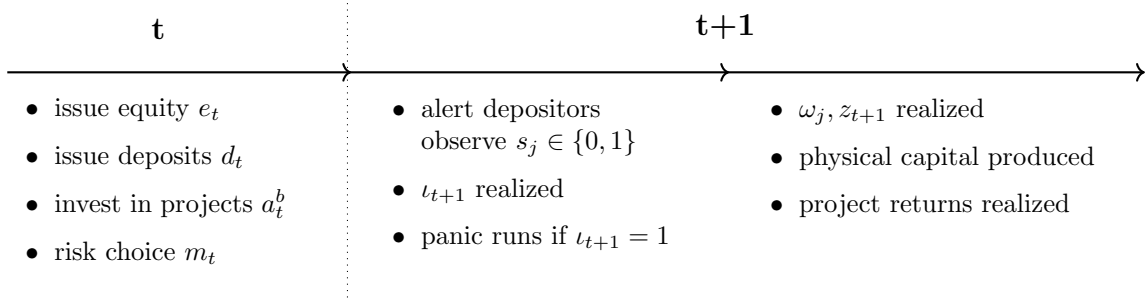 t
t+1
• issue equity e_t
• issue deposits d_t
• invest in projects a_t^b
• risk choice m_t
• alert depositors
observe s_j ∈ {0, 1}
• ι_{t+1} realized
• panic runs if ι_{t+1} = 1
• ω_j, z_{t+1} realized
• physical capital produced
• project returns realized